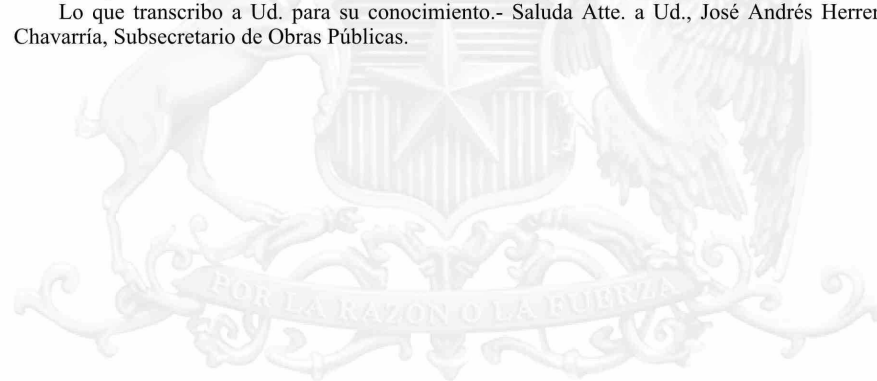 Lo que transcribo a Ud. para su conocimiento.- Saluda Atte. a Ud., José Andrés Herrer
Chavarría, Subsecretario de Obras Públicas.
POR LA RAZÓN O LA FUERZA